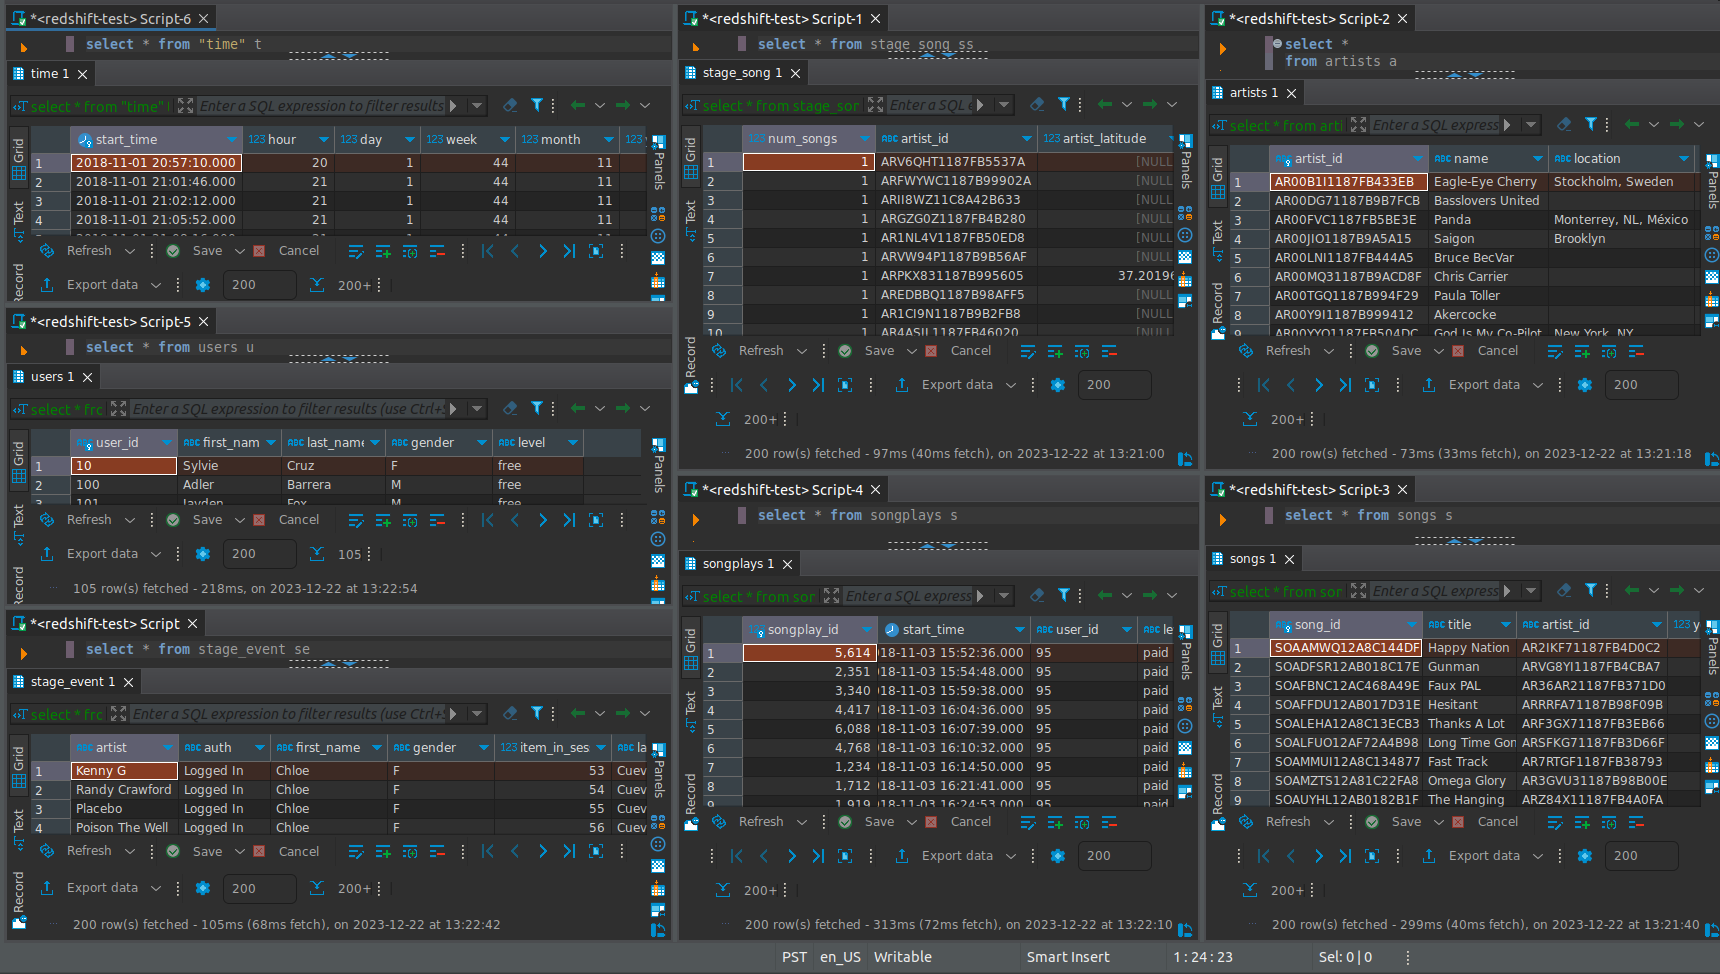 *<redshift-test> Script-6
select * from "time" t
time 1
select * from "time" Enter a SQL expression to filter results
start_time hour day week month
1 2018-11-01 20:57:10.000 20 1 44 11
2 2018-11-01 21:01:46.000 21 1 44 11
3 2018-11-01 21:02:12.000 21 1 44 11
4 2018-11-01 21:05:52.000 21 1 44 11
Grid
Text
Record
Panels
Refresh Save Cancel
Export data 200 200+
*<redshift-test> Script-5
select * from users u
users 1
select * frc Enter a SQL expression to filter results (use Ctrl+S
user_id first_nam last_name gender level
1 10 Sylvie Cruz F free
2 100 Adler Barrera M free
3 101 Jayden Fox M free
Grid
Text
Record
Panels
Refresh Save Cancel
Export data 200 105
105 row(s) fetched - 218ms, on 2023-12-22 at 13:22:54
*<redshift-test> Script
select * from stage_event se
stage_event 1
select * frc Enter a SQL expression to filter results (use Ctrl+S
artist auth first_name gender item_in_ses la
1 Kenny G Logged In Chloe F 53 Cuev
2 Randy Crawford Logged In Chloe F 54 Cuev
3 Placebo Logged In Chloe F 55 Cuev
4 Poison The Well Logged In Chloe F 56 Cuev
Grid
Text
Record
Panels
Refresh Save Cancel
Export data 200 200+
200 row(s) fetched - 105ms (68ms fetch), on 2023-12-22 at 13:22:42
*<redshift-test> Script-1
select * from stage_song ss
stage_song 1
select * from stage_sor Enter a SQL e
num_songs artist_id artist_latitude
1 1 ARV6QHT1187FB5537A [NULL
2 1 ARFWYWC1187B99902A [NULL
3 1 ARII8WZ11C8A42B633 [NULL
4 1 ARGZG0Z1187FB4B280 [NULL
5 1 AR1NL4V1187FB50ED8 [NULL
6 1 ARVW94P1187B9B56AF [NULL
7 1 ARPKX831187B995605 37.20196
8 1 AREDBBQ1187B98AFF5 [NULL
9 1 AR1CI9N1187B9B2FB8 [NULL
10 1 AR4ASIL1187FB46020 [NULL
Grid
Text
Record
Panels
Refresh Save Cancel
Export data 200
200+
200 row(s) fetched - 97ms (40ms fetch), on 2023-12-22 at 13:21:00
*<redshift-test> Script-4
select * from songplays s
songplays 1
select * from sor Enter a SQL express
songplay_id start_time user_id le
1 5,614 18-11-03 15:52:36.000 95 paid
2 2,351 18-11-03 15:54:48.000 95 paid
3 3,340 18-11-03 15:59:38.000 95 paid
4 4,417 18-11-03 16:04:36.000 95 paid
5 6,088 18-11-03 16:07:39.000 95 paid
6 4,768 18-11-03 16:10:32.000 95 paid
7 1,234 18-11-03 16:14:50.000 95 paid
8 1,712 18-11-03 16:21:41.000 95 paid
9 1,919 18-11-03 16:24:53.000 95 paid
Grid
Text
Record
Panels
Refresh Save Cancel
Export data 200
200+
200 row(s) fetched - 313ms (72ms fetch), on 2023-12-22 at 13:22:10
*<redshift-test> Script-2
select *
from artists a
artists 1
select * from arti Enter a SQL express
artist_id name location
1 AR00B1I1187FB433EB Eagle-Eye Cherry Stockholm, Sweden
2 AR00DG71187B9B7FCB Basslovers United
3 AR00FVC1187FB5BE3E Panda Monterrey, NL, México
4 AR00JIO1187B9A5A15 Saigon Brooklyn
5 AR00LNI1187FB444A5 Bruce BecVar
6 AR00MQ31187B9ACD8F Chris Carrier
7 AR00TGQ1187B994F29 Paula Toller
8 AR00Y9I1187B999412 Akercocke
9 AR00YYQ1187FB504DC God Is My Co-Pilot New York, NY
Grid
Text
Record
Panels
Refresh Save Cancel
Export data 200
200+
200 row(s) fetched - 73ms (33ms fetch), on 2023-12-22 at 13:21:18
*<redshift-test> Script-3
select * from songs s
songs 1
select * from sor Enter a SQL express
song_id title artist_id y
1 SOAAMWQ12A8C144DF Happy Nation AR2IKF71187FB4D0C2
2 SOADFSR12AB018C17E Gunman ARVG8YI1187FB4CBA7
3 SOAFBNC12AC468A49E Faux PAL AR36AR21187FB371D0
4 SOAFFDU12AB017D31E Hesitant ARRRFA71187B98F09B
5 SOALEHA12A8C13ECB3 Thanks A Lot ARF3GX71187FB3EB66
6 SOALFUO12AF72A4B98 Long Time Gon ARSFKG71187FB3D66F
7 SOAMMUI12A8C134877 Fast Track AR7RTGF1187FB38793
8 SOAMZTS12A81C22FA8 Omega Glory AR3GVU31187B98B00E
9 SOAUYHL12AB0182B1F The Hanging ARZ84X11187FB4A0FA
Grid
Text
Record
Panels
Refresh Save Cancel
Export data 200
200+
200 row(s) fetched - 299ms (40ms fetch), on 2023-12-22 at 13:21:40
PST en_US Writable Smart Insert 1 : 24 : 23 Sel: 0 | 0